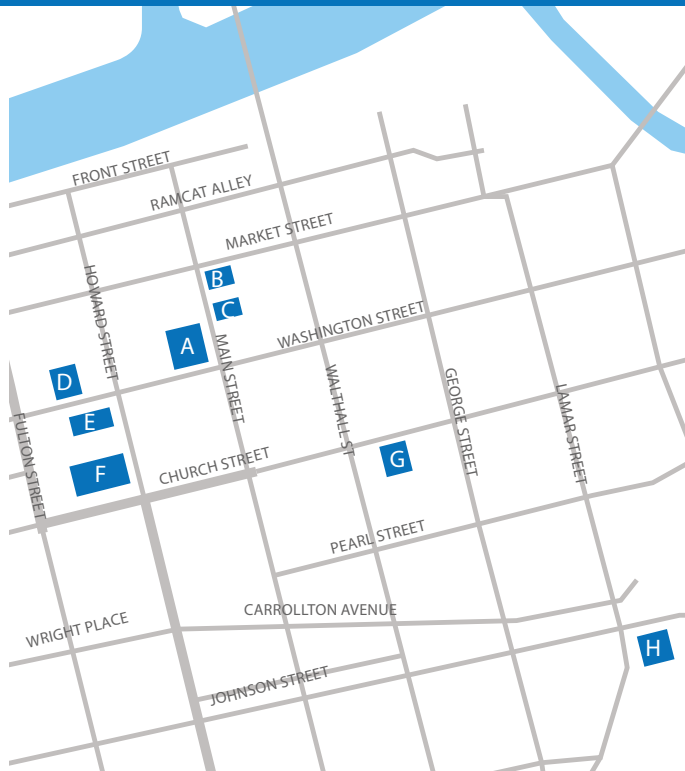 FRONT STREET
RAMCAT ALLEY
MARKET STREET
HOWARD STREET
B
C
A
MAIN STREET
WASHINGTON STREET
WALTHALL ST
GEORGE STREET
LAMAR STREET
D
E
F
FULTON STREET
CHURCH STREET
G
PEARL STREET
CARROLLTON AVENUE
WRIGHT PLACE
H
JOHNSON STREET